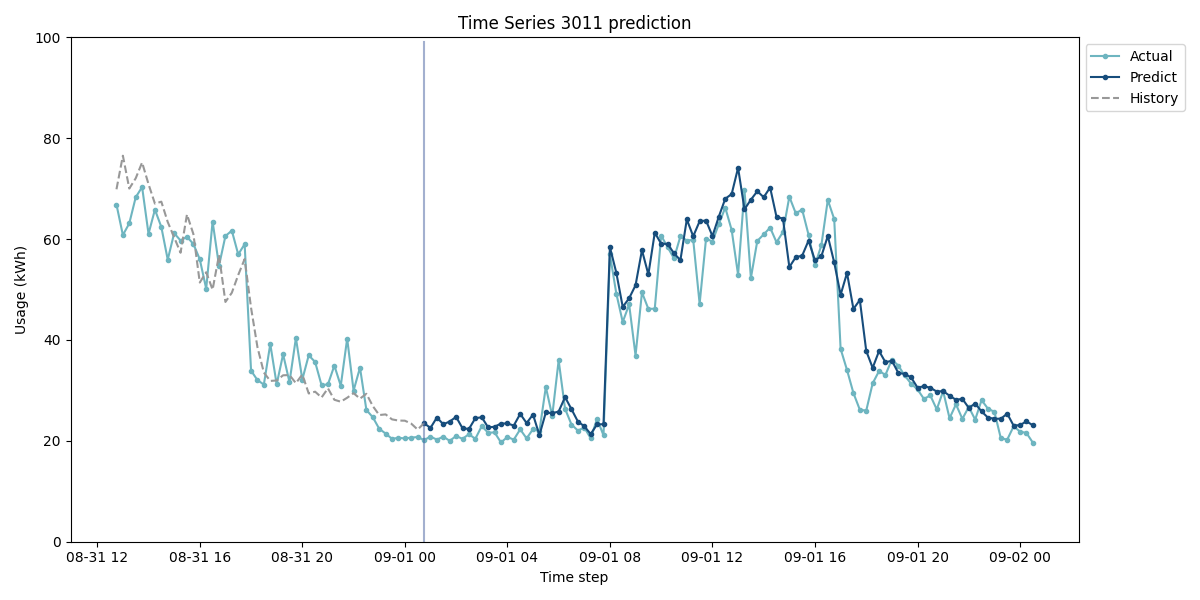 Time Series 3011 prediction
Usage (kWh)
100
80
60
40
20
0
08-31 12
08-31 16
08-31 20
09-01 00
09-01 04
09-01 08
09-01 12
09-01 16
09-01 20
09-02 00
Time step
Actual
Predict
History